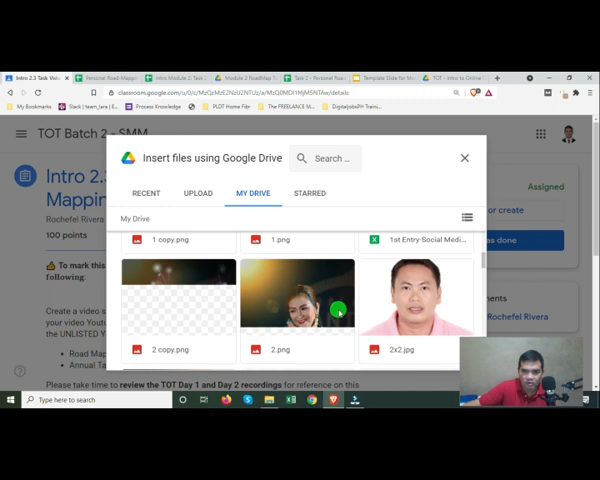 Intro 2.3 Task Vide
Personal Road-Mappin
Intro Module 2: Task 2
Module 2 RoadMap T
Task 2 - Personal Roa
Template Slide for M
TOT - Intro to Online
classroom.google.com/u/0/c/MzQzMzE2NzU2NTUz/a/MzQ0MDI1MjM5NTAw/details
My Bookmarks
Slack | team_lara |
Process Knowledge
PLDT Home Fibr
The FREELANCE M...
DigitalJobsPH Traini...
TOT Batch 2 - SMM
Insert files using Google Drive
Search ...
RECENT
UPLOAD
MY DRIVE
STARRED
My Drive
1 copy.png
1.png
1st Entry-Social Medi...
2 copy.png
2.png
2x2.jpg
Intro 2.3
Mapping
Rochefel Rivera
100 points
Assigned
or create
as done
To mark this
following:
Create a video s
your video Youtu
the UNLISTED Y
Road Map
Annual Ta
Please take time to review the TOT Day 1 and Day 2 recordings for reference on this
Rochefel Rivera
Type here to search